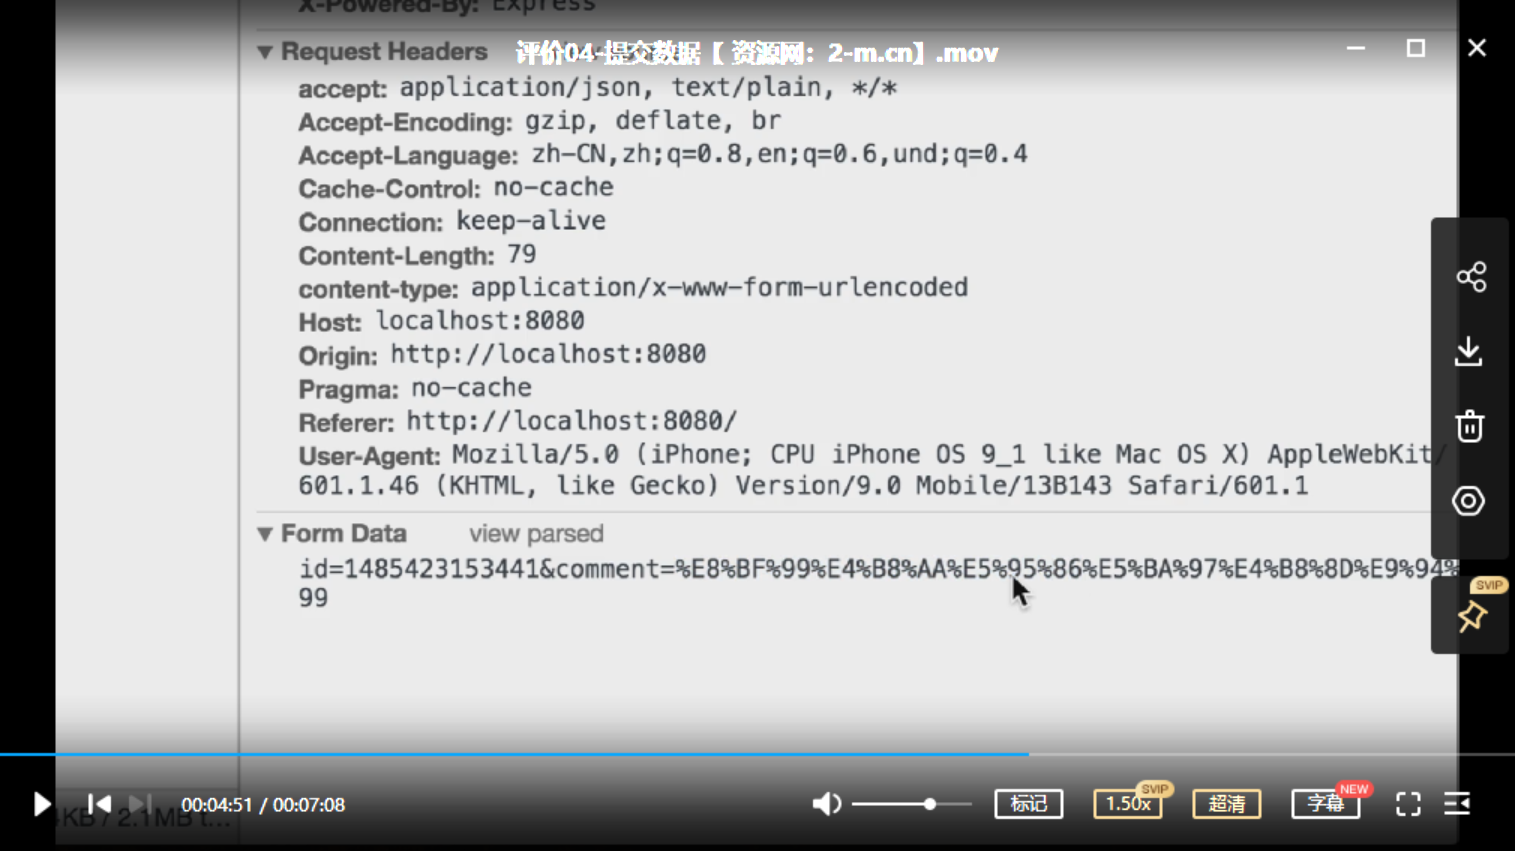 X-Powered-By: Express
▼ Request Headers
评价04-提交数据【 资源网：2-m.cn】.mov
accept: application/json, text/plain, */*
Accept-Encoding: gzip, deflate, br
Accept-Language: zh-CN,zh;q=0.8,en;q=0.6,und;q=0.4
Cache-Control: no-cache
Connection: keep-alive
Content-Length: 79
content-type: application/x-www-form-urlencoded
Host: localhost:8080
Origin: http://localhost:8080
Pragma: no-cache
Referer: http://localhost:8080/
User-Agent: Mozilla/5.0 (iPhone; CPU iPhone OS 9_1 like Mac OS X) AppleWebKit/
601.1.46 (KHTML, like Gecko) Version/9.0 Mobile/13B143 Safari/601.1
▼ Form Data view parsed
id=1485423153441&comment=%E8%BF%99%E4%B8%AA%E5%95%86%E5%BA%97%E4%B8%8D%E9%94%
99
SVIP
00:04:51 / 00:07:08
标记
1.50x SVIP
超清
字幕 NEW
KB / 2.1MB t...